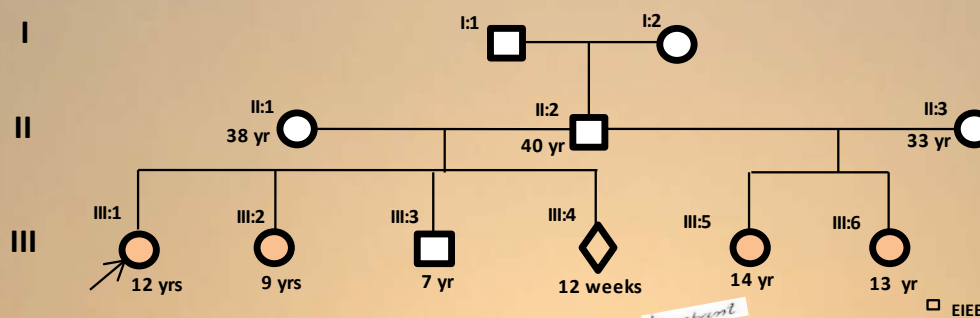 I
I:1
I:2
II
II:1
38 yr
II:2
40 yr
II:3
33 yr
III
III:1
12 yrs
III:2
9 yrs
III:3
7 yr
III:4
12 weeks
III:5
14 yr
III:6
13 yr